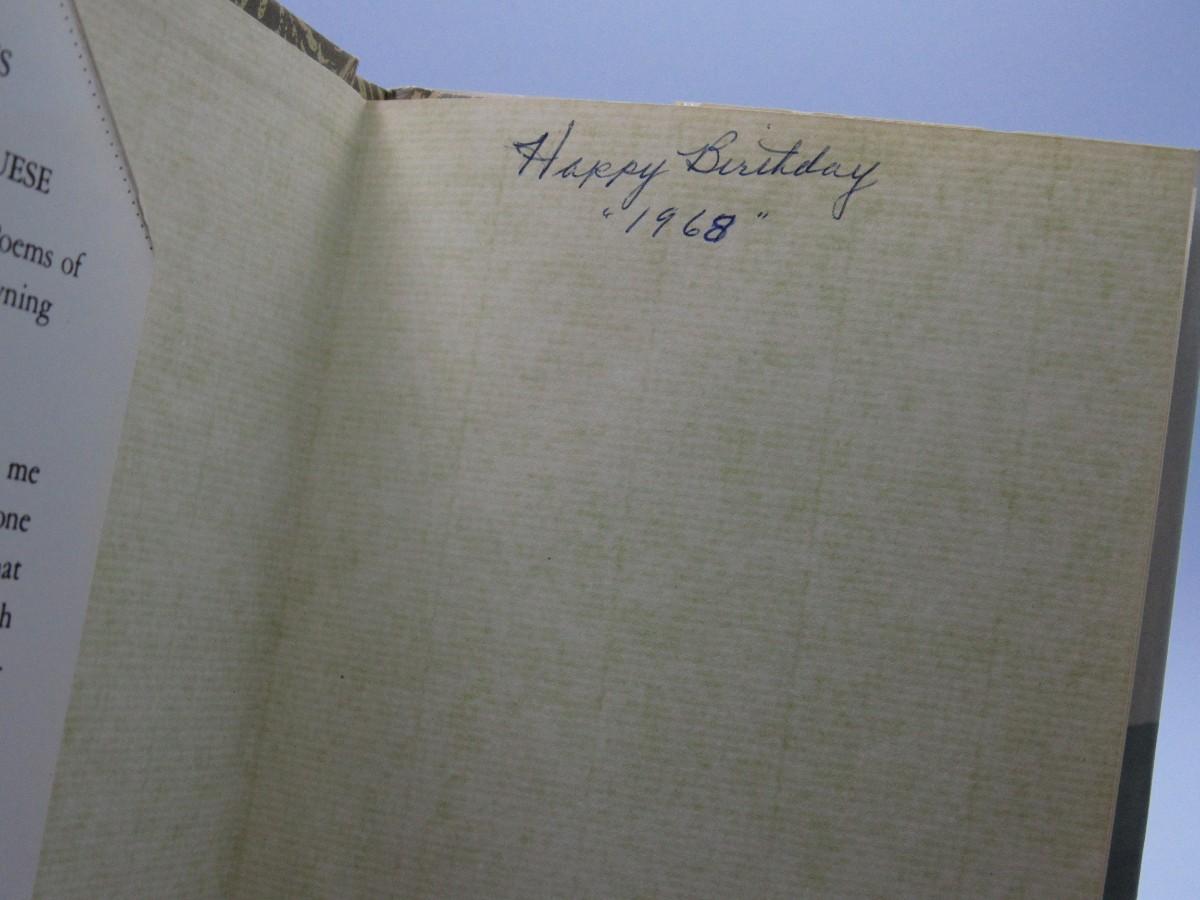 S
UESE
oems of
ning
me
one
at
h
.
Happy Birthday
"1968"